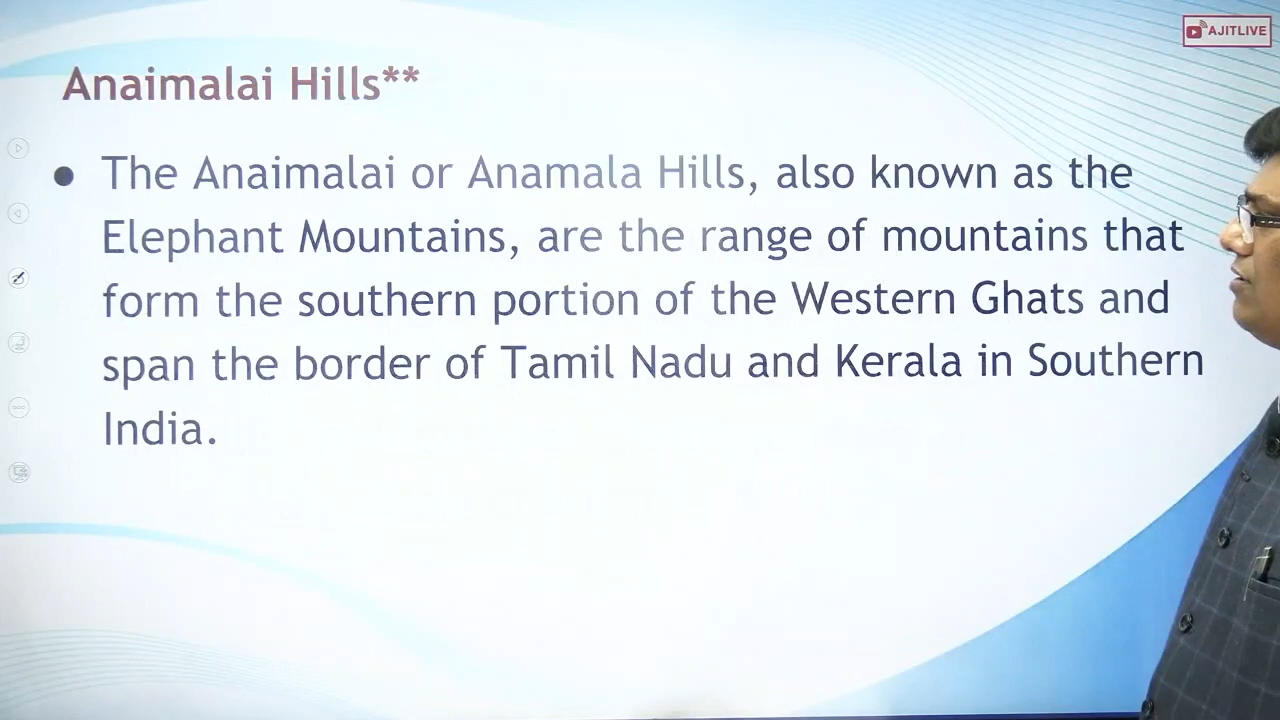 AJITLIVE
Anaimalai Hills**
• The Anaimalai or Anamala Hills, also known as the
Elephant Mountains, are the range of mountains that
form the southern portion of the Western Ghats and
span the border of Tamil Nadu and Kerala in Southern
India.